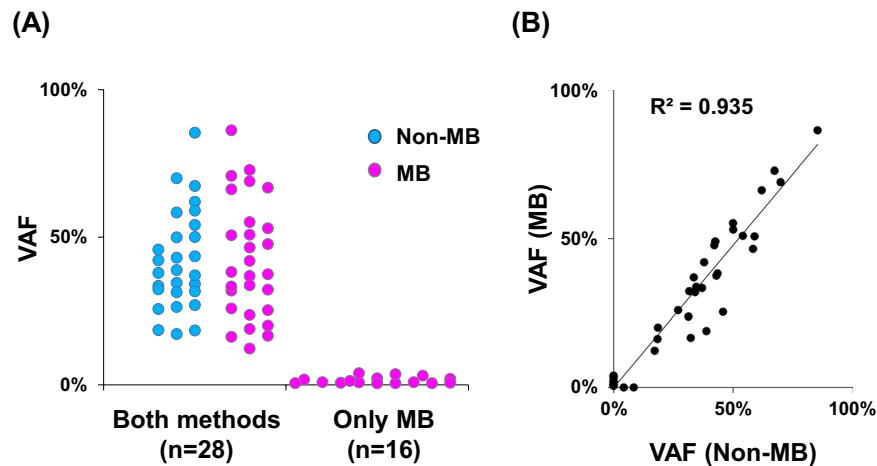 (A)
100%
50%
0%
VAF
Non-MB
MB
Both methods
(n=28)
Only MB
(n=16)
(B)
100%
50%
0%
VAF (MB)
R² = 0.935
0%
50%
100%
VAF (Non-MB)